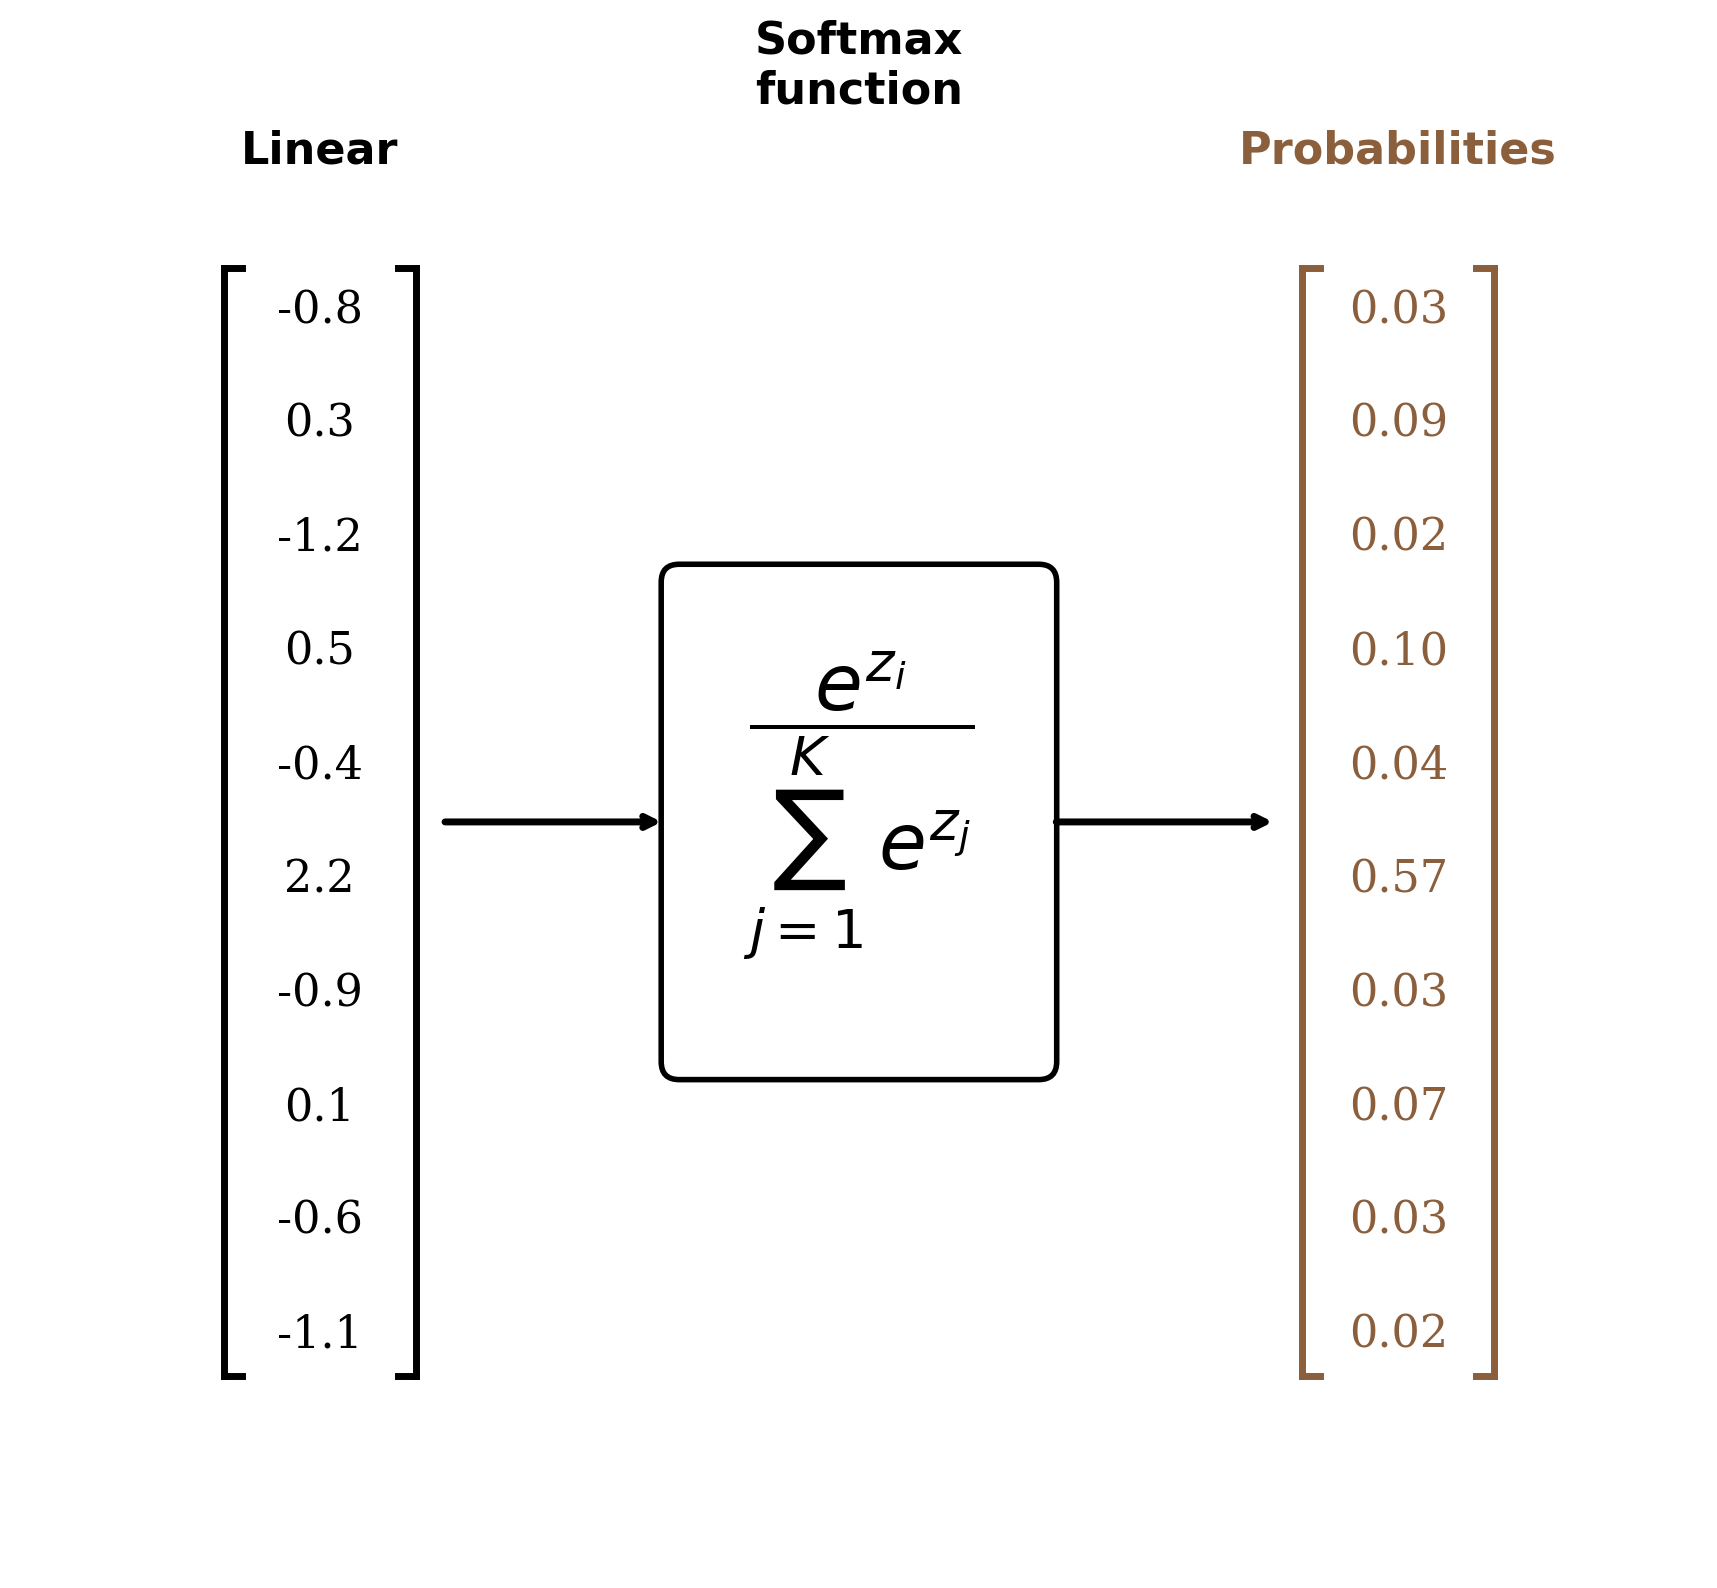 Softmax
function
Linear
Probabilities
-0.8
0.3
-1.2
0.5
-0.4
2.2
-0.9
0.1
-0.6
-1.1
e^{z_i}
K
∑ e^{z_j}
j = 1
0.03
0.09
0.02
0.10
0.04
0.57
0.03
0.07
0.03
0.02